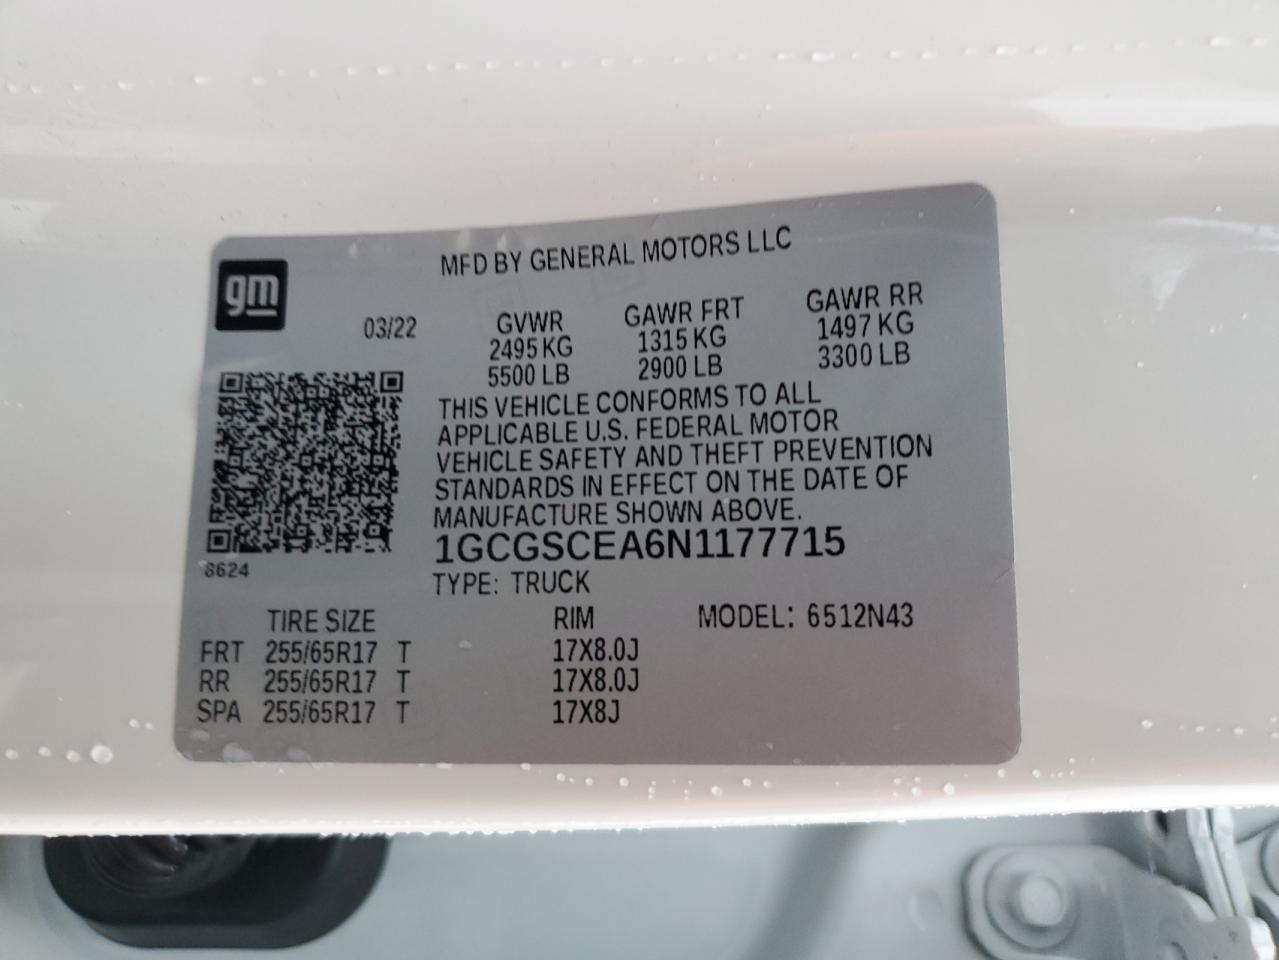 gm
MFD BY GENERAL MOTORS LLC
03/22
GVWR GAWR FRT GAWR RR
2495 KG 1315 KG 1497 KG
5500 LB 2900 LB 3300 LB
THIS VEHICLE CONFORMS TO ALL
APPLICABLE U.S. FEDERAL MOTOR
VEHICLE SAFETY AND THEFT PREVENTION
STANDARDS IN EFFECT ON THE DATE OF
MANUFACTURE SHOWN ABOVE.
1GCGSCEA6N1177715
8624
TYPE: TRUCK
TIRE SIZE RIM MODEL: 6512N43
FRT 255/65R17 T 17X8.0J
RR 255/65R17 T 17X8.0J
SPA 255/65R17 T 17X8J